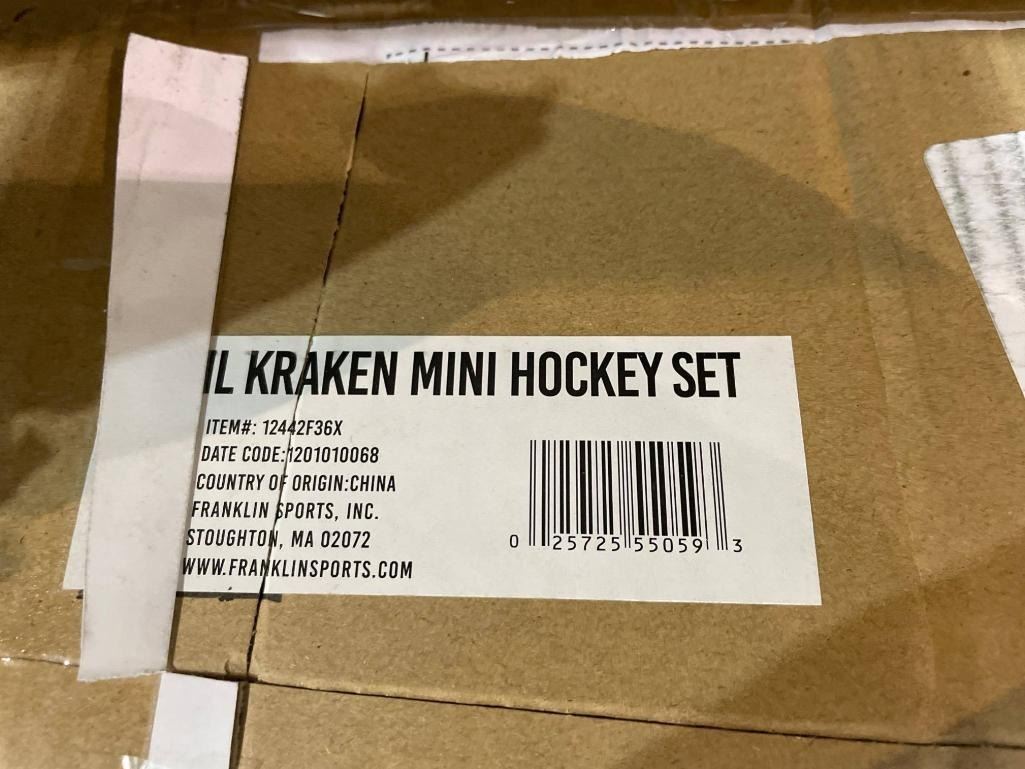 IL KRAKEN MINI HOCKEY SET
ITEM#: 12442F36X
DATE CODE:1201010068
COUNTRY OF ORIGIN:CHINA
FRANKLIN SPORTS, INC.
STOUGHTON, MA 02072
WWW.FRANKLINSPORTS.COM
0 25725 55059 3